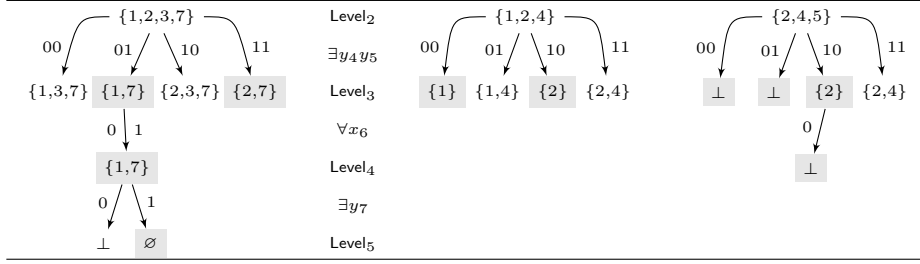 {1,2,3,7} Level₂ {1,2,4} {2,4,5}
00 01 10 11 ∃y₄y₅ 00 01 10 11 00 01 10 11
{1,3,7} {1,7} {2,3,7} {2,7} Level₃ {1} {1,4} {2} {2,4} ⊥ ⊥ {2} {2,4}
0 1 ∀x₆ 0
{1,7} Level₄ ⊥
0 1 ∃y₇
⊥ ∅ Level₅